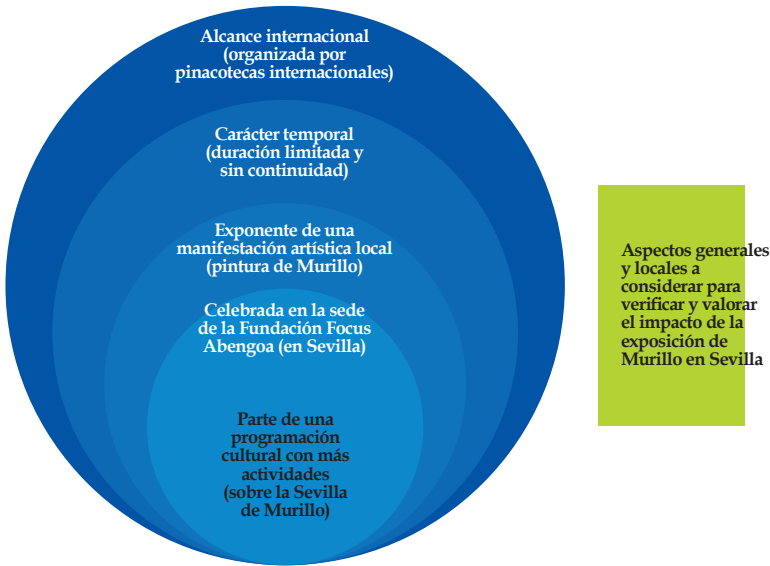 Alcance internacional
(organizada por
pinacotecas internacionales)
Carácter temporal
(duración limitada y
sin continuidad)
Exponente de una
manifestación artística local
(pintura de Murillo)
Celebrada en la sede
de la Fundación Focus
Abengoa (en Sevilla)
Parte de una
programación
cultural con más
actividades
(sobre la Sevilla
de Murillo)
Aspectos generales
y locales a
considerar para
verificar y valorar
el impacto de la
exposición de
Murillo en Sevilla